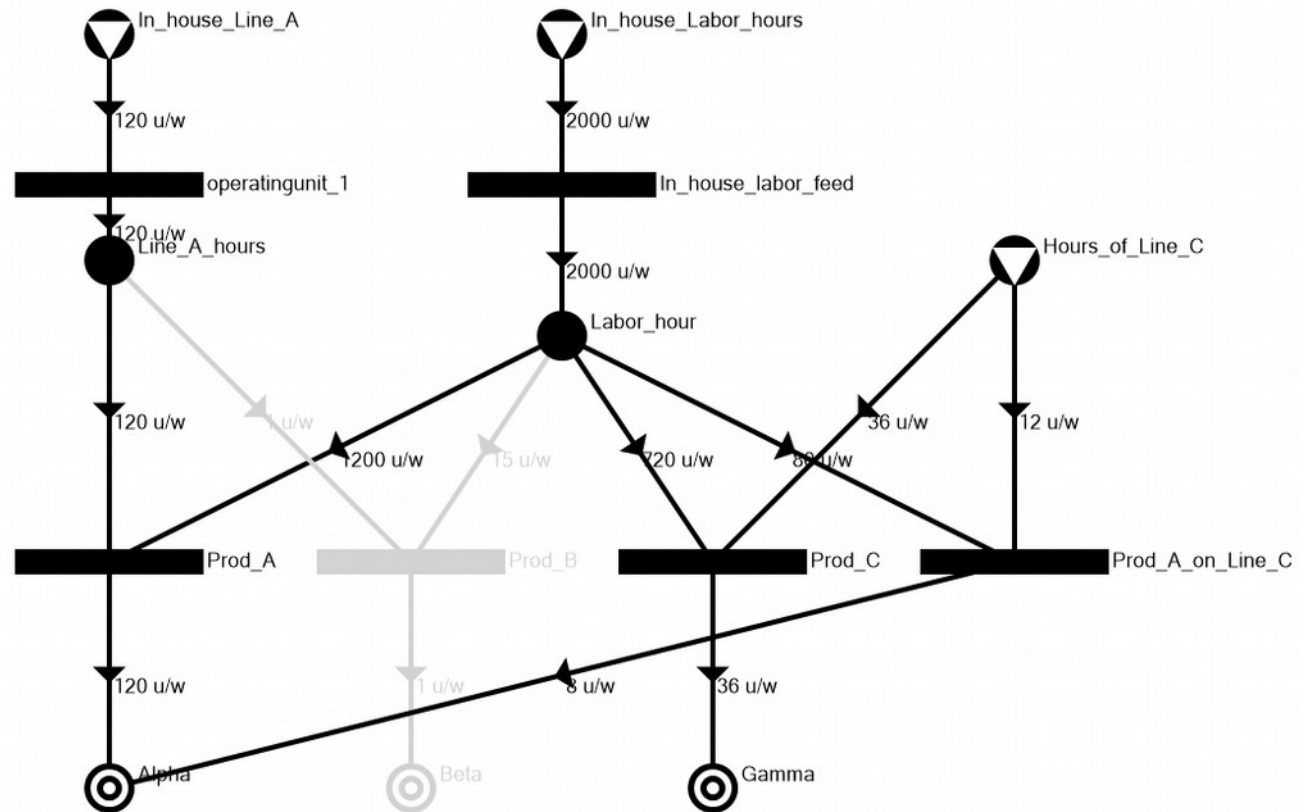 In_house_Line_A
In_house_Labor_hours
120 u/w
2000 u/w
operatingunit_1
In_house_labor_feed
120 u/w
Line_A_hours
Hours_of_Line_C
2000 u/w
Labor_hour
120 u/w
1 u/w
36 u/w
12 u/w
1200 u/w
15 u/w
720 u/w
80 u/w
Prod_A
Prod_B
Prod_C
Prod_A_on_Line_C
120 u/w
1 u/w
8 u/w
36 u/w
Alpha
Beta
Gamma